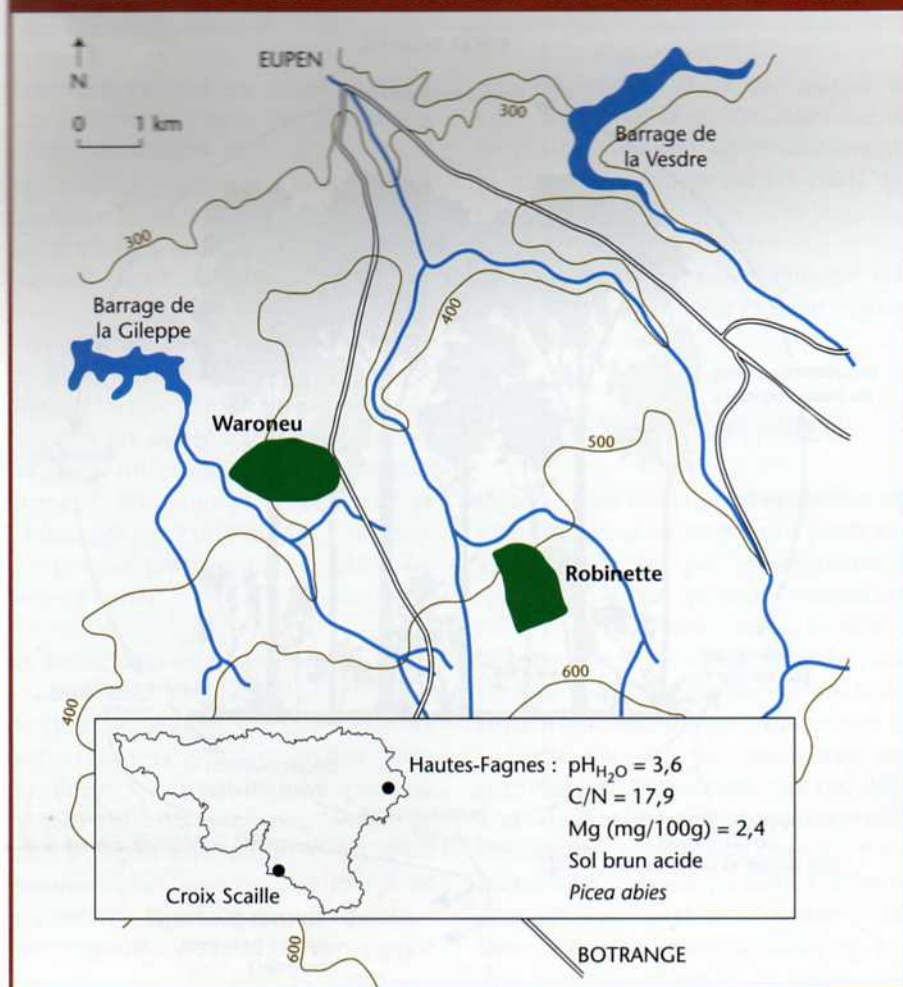 EUPEN
N
0 1 km
300
Barrage de
la Vesdre
300
Barrage de
la Gileppe
400
Waroneu
500
Robinette
600
400
Hautes-Fagnes : pHH2O = 3,6
C/N = 17,9
Mg (mg/100g) = 2,4
Sol brun acide
Picea abies
Croix Scaille
600
BOTRANGE